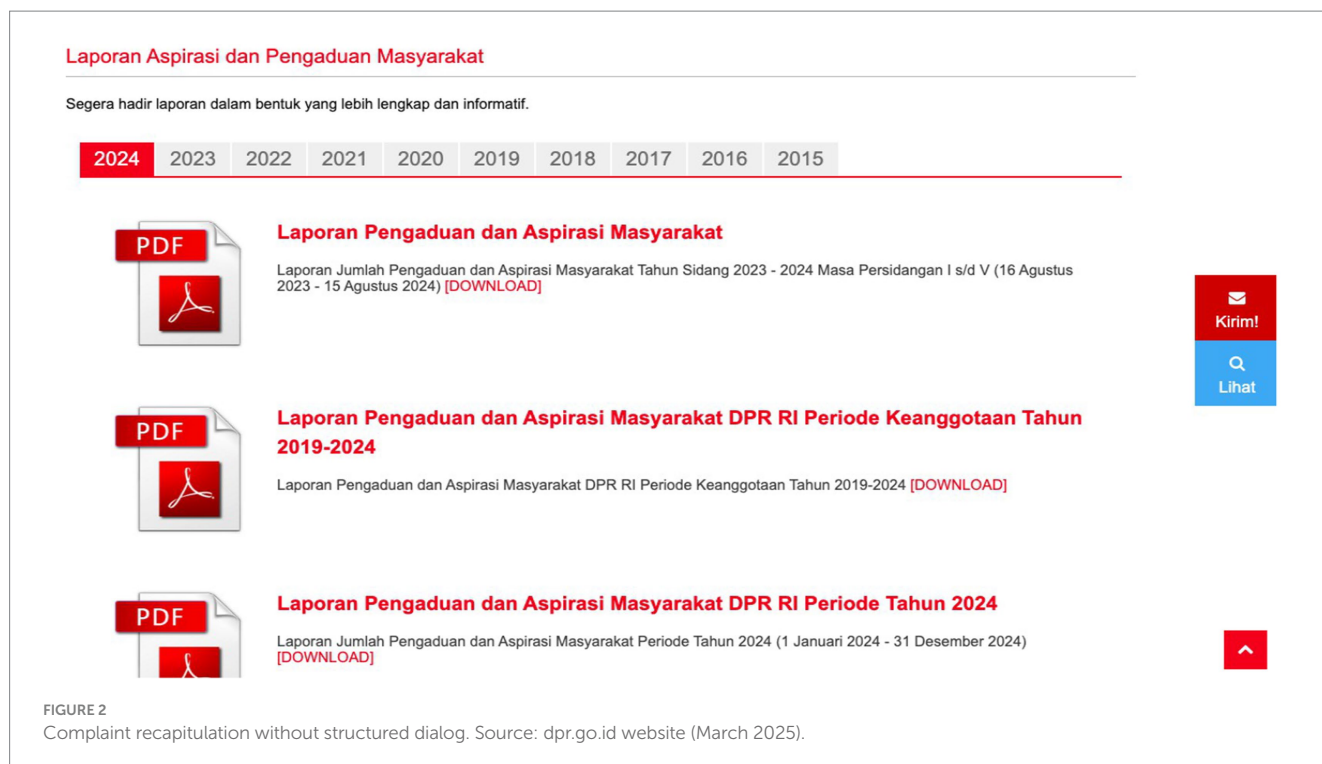 Laporan Aspirasi dan Pengaduan Masyarakat
Segera hadir laporan dalam bentuk yang lebih lengkap dan informatif.
2024 2023 2022 2021 2020 2019 2018 2017 2016 2015
PDF
Laporan Pengaduan dan Aspirasi Masyarakat
Laporan Jumlah Pengaduan dan Aspirasi Masyarakat Tahun Sidang 2023 - 2024 Masa Persidangan I s/d V (16 Agustus
2023 - 15 Agustus 2024) [DOWNLOAD]
Kirim!
Lihat
PDF
Laporan Pengaduan dan Aspirasi Masyarakat DPR RI Periode Keanggotaan Tahun
2019-2024
Laporan Pengaduan dan Aspirasi Masyarakat DPR RI Periode Keanggotaan Tahun 2019-2024 [DOWNLOAD]
PDF
Laporan Pengaduan dan Aspirasi Masyarakat DPR RI Periode Tahun 2024
Laporan Jumlah Pengaduan dan Aspirasi Masyarakat Periode Tahun 2024 (1 Januari 2024 - 31 Desember 2024)
[DOWNLOAD]
FIGURE 2
Complaint recapitulation without structured dialog. Source: dpr.go.id website (March 2025).